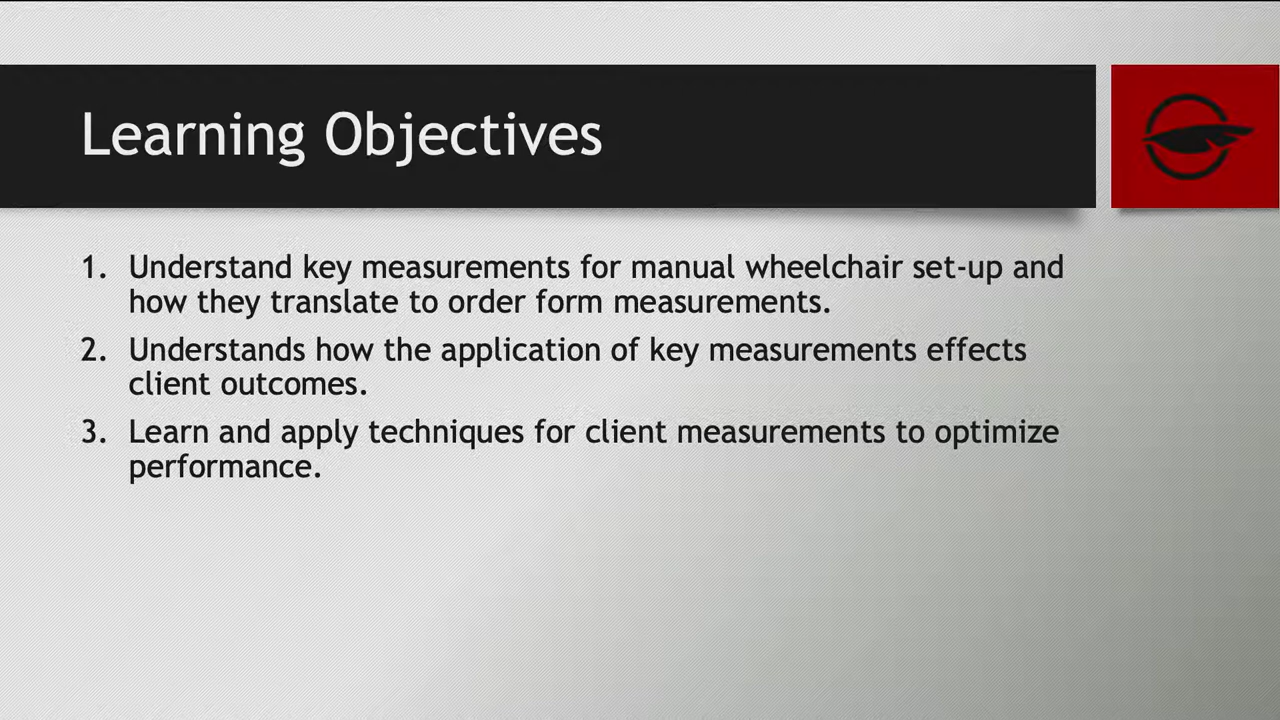 Learning Objectives
1. Understand key measurements for manual wheelchair set-up and
how they translate to order form measurements.
2. Understands how the application of key measurements effects
client outcomes.
3. Learn and apply techniques for client measurements to optimize
performance.